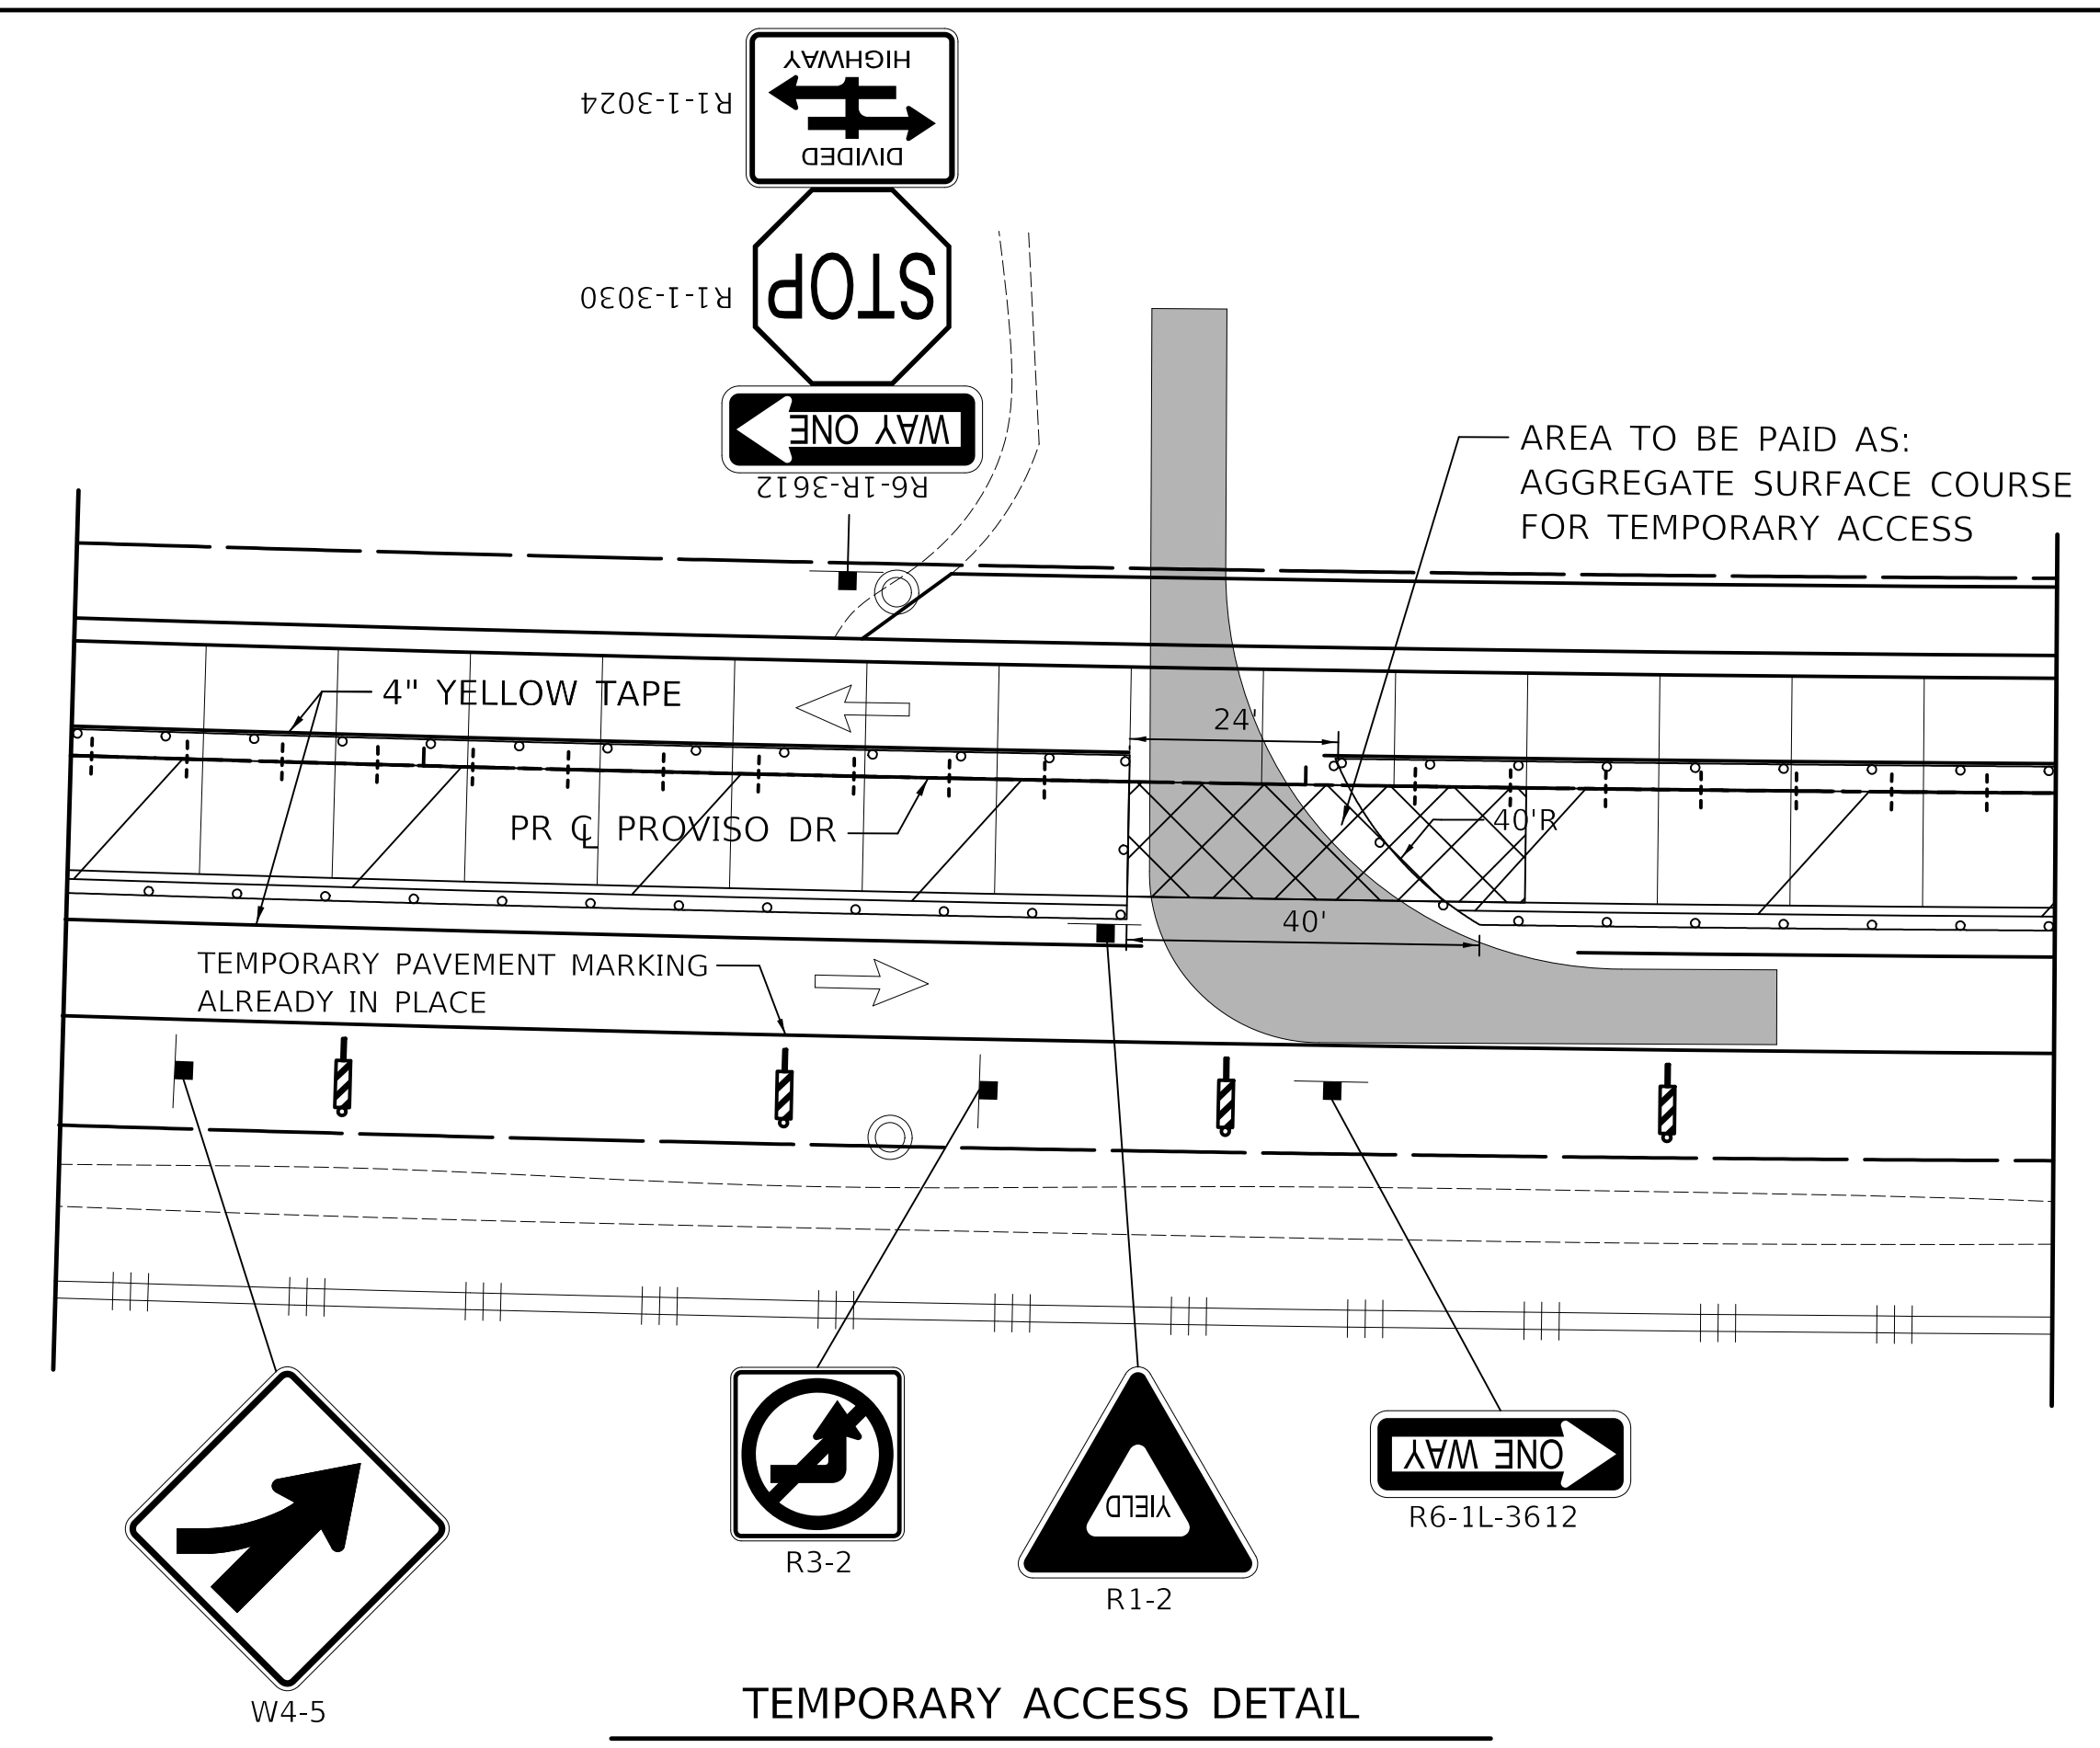 HIGHWAY
DIVIDED
R1-1-3024
STOP
R1-1-3030
WAY ONE
R6-1R-3612
AREA TO BE PAID AS:
AGGREGATE SURFACE COURSE
FOR TEMPORARY ACCESS
4" YELLOW TAPE
24'
PR ℄ PROVISO DR
40'R
40'
TEMPORARY PAVEMENT MARKING
ALREADY IN PLACE
W4-5
R3-2
YIELD
R1-2
ONE WAY
R6-1L-3612
TEMPORARY ACCESS DETAIL